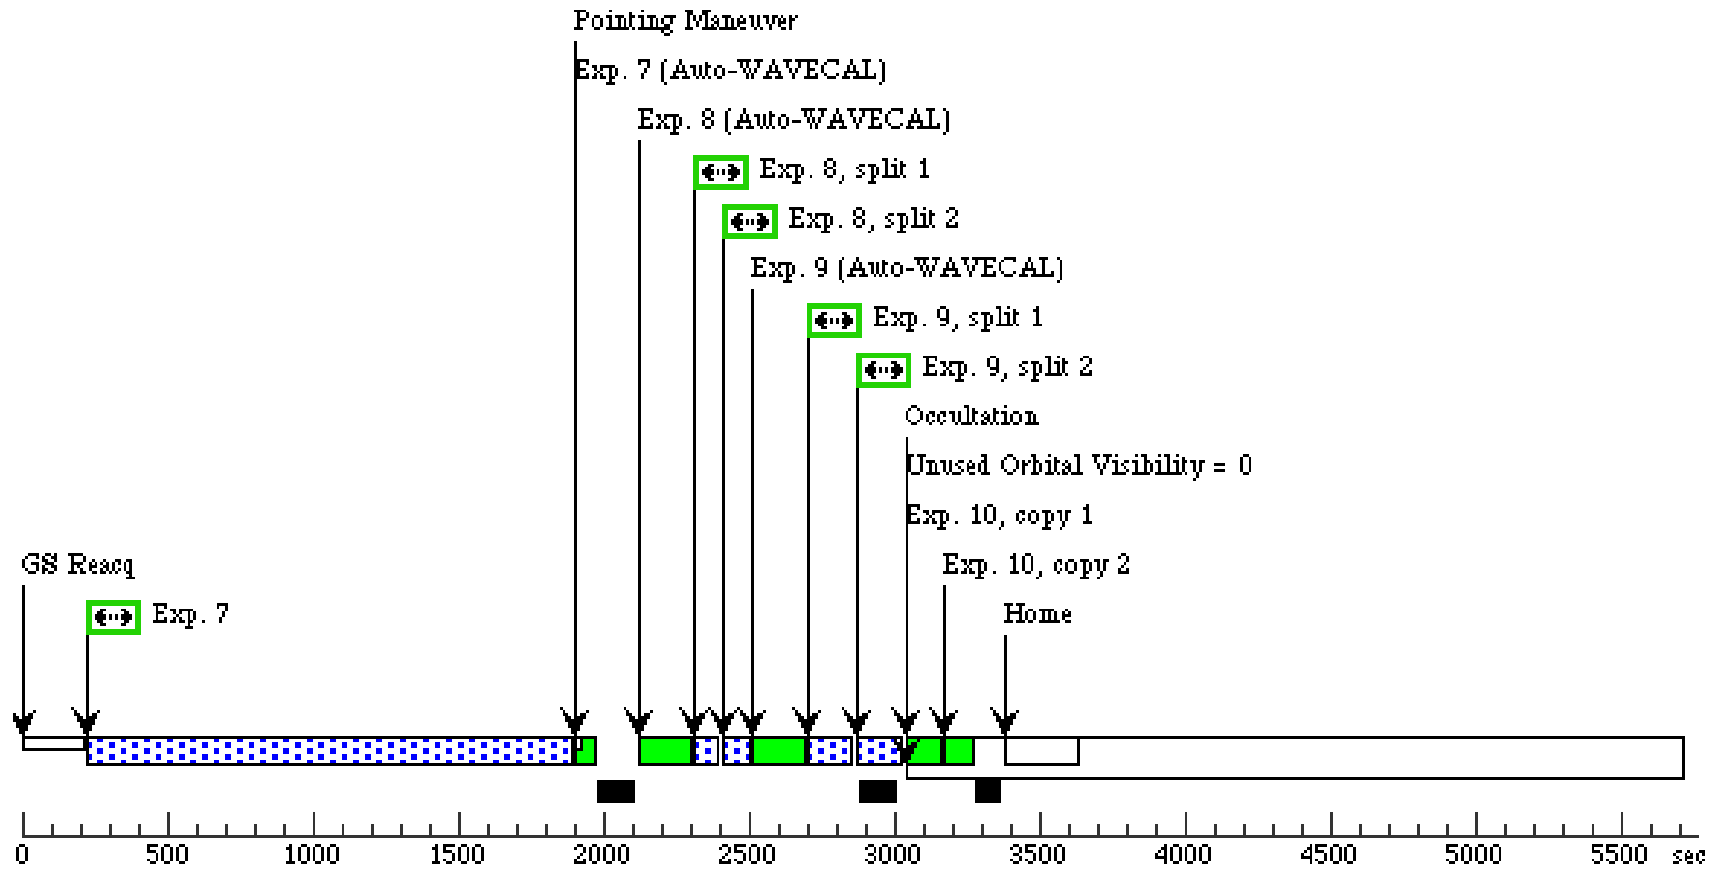 Pointing Maneuver
Exp. 7 (Auto-WAVECAL)
Exp. 8 (Auto-WAVECAL)
Exp. 8, split 1
Exp. 8, split 2
Exp. 9 (Auto-WAVECAL)
Exp. 9, split 1
Exp. 9, split 2
Occultation
Unused Orbital Visibility = 0
Exp. 10, copy 1
GS Reacq
Exp. 10, copy 2
Exp. 7
Home
0 500 1000 1500 2000 2500 3000 3500 4000 4500 5000 5500 sec